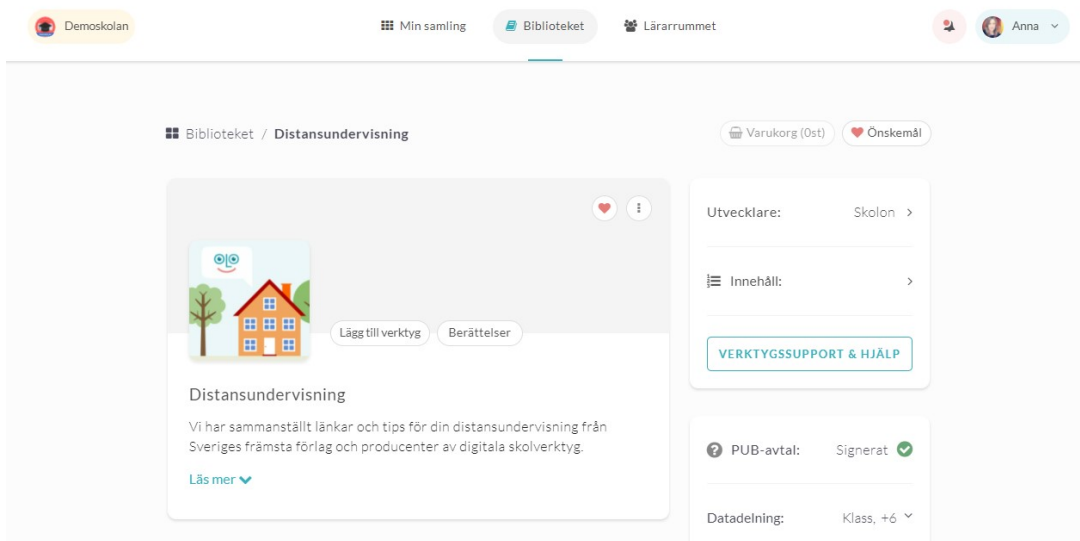 Demoskolan
Min samling
Biblioteket
Lärarrummet
Anna
Biblioteket / Distansundervisning
Varukorg (0st)
Önskemål
Lägg till verktyg
Berättelser
Distansundervisning
Vi har sammanställt länkar och tips för din distansundervisning från
Sveriges främsta förlag och producenter av digitala skolverktyg.
Läs mer
Utvecklare: Skolon
Innehåll:
VERKTYGSSUPPORT & HJÄLP
PUB-avtal: Signerat
Datadelning: Klass, +6